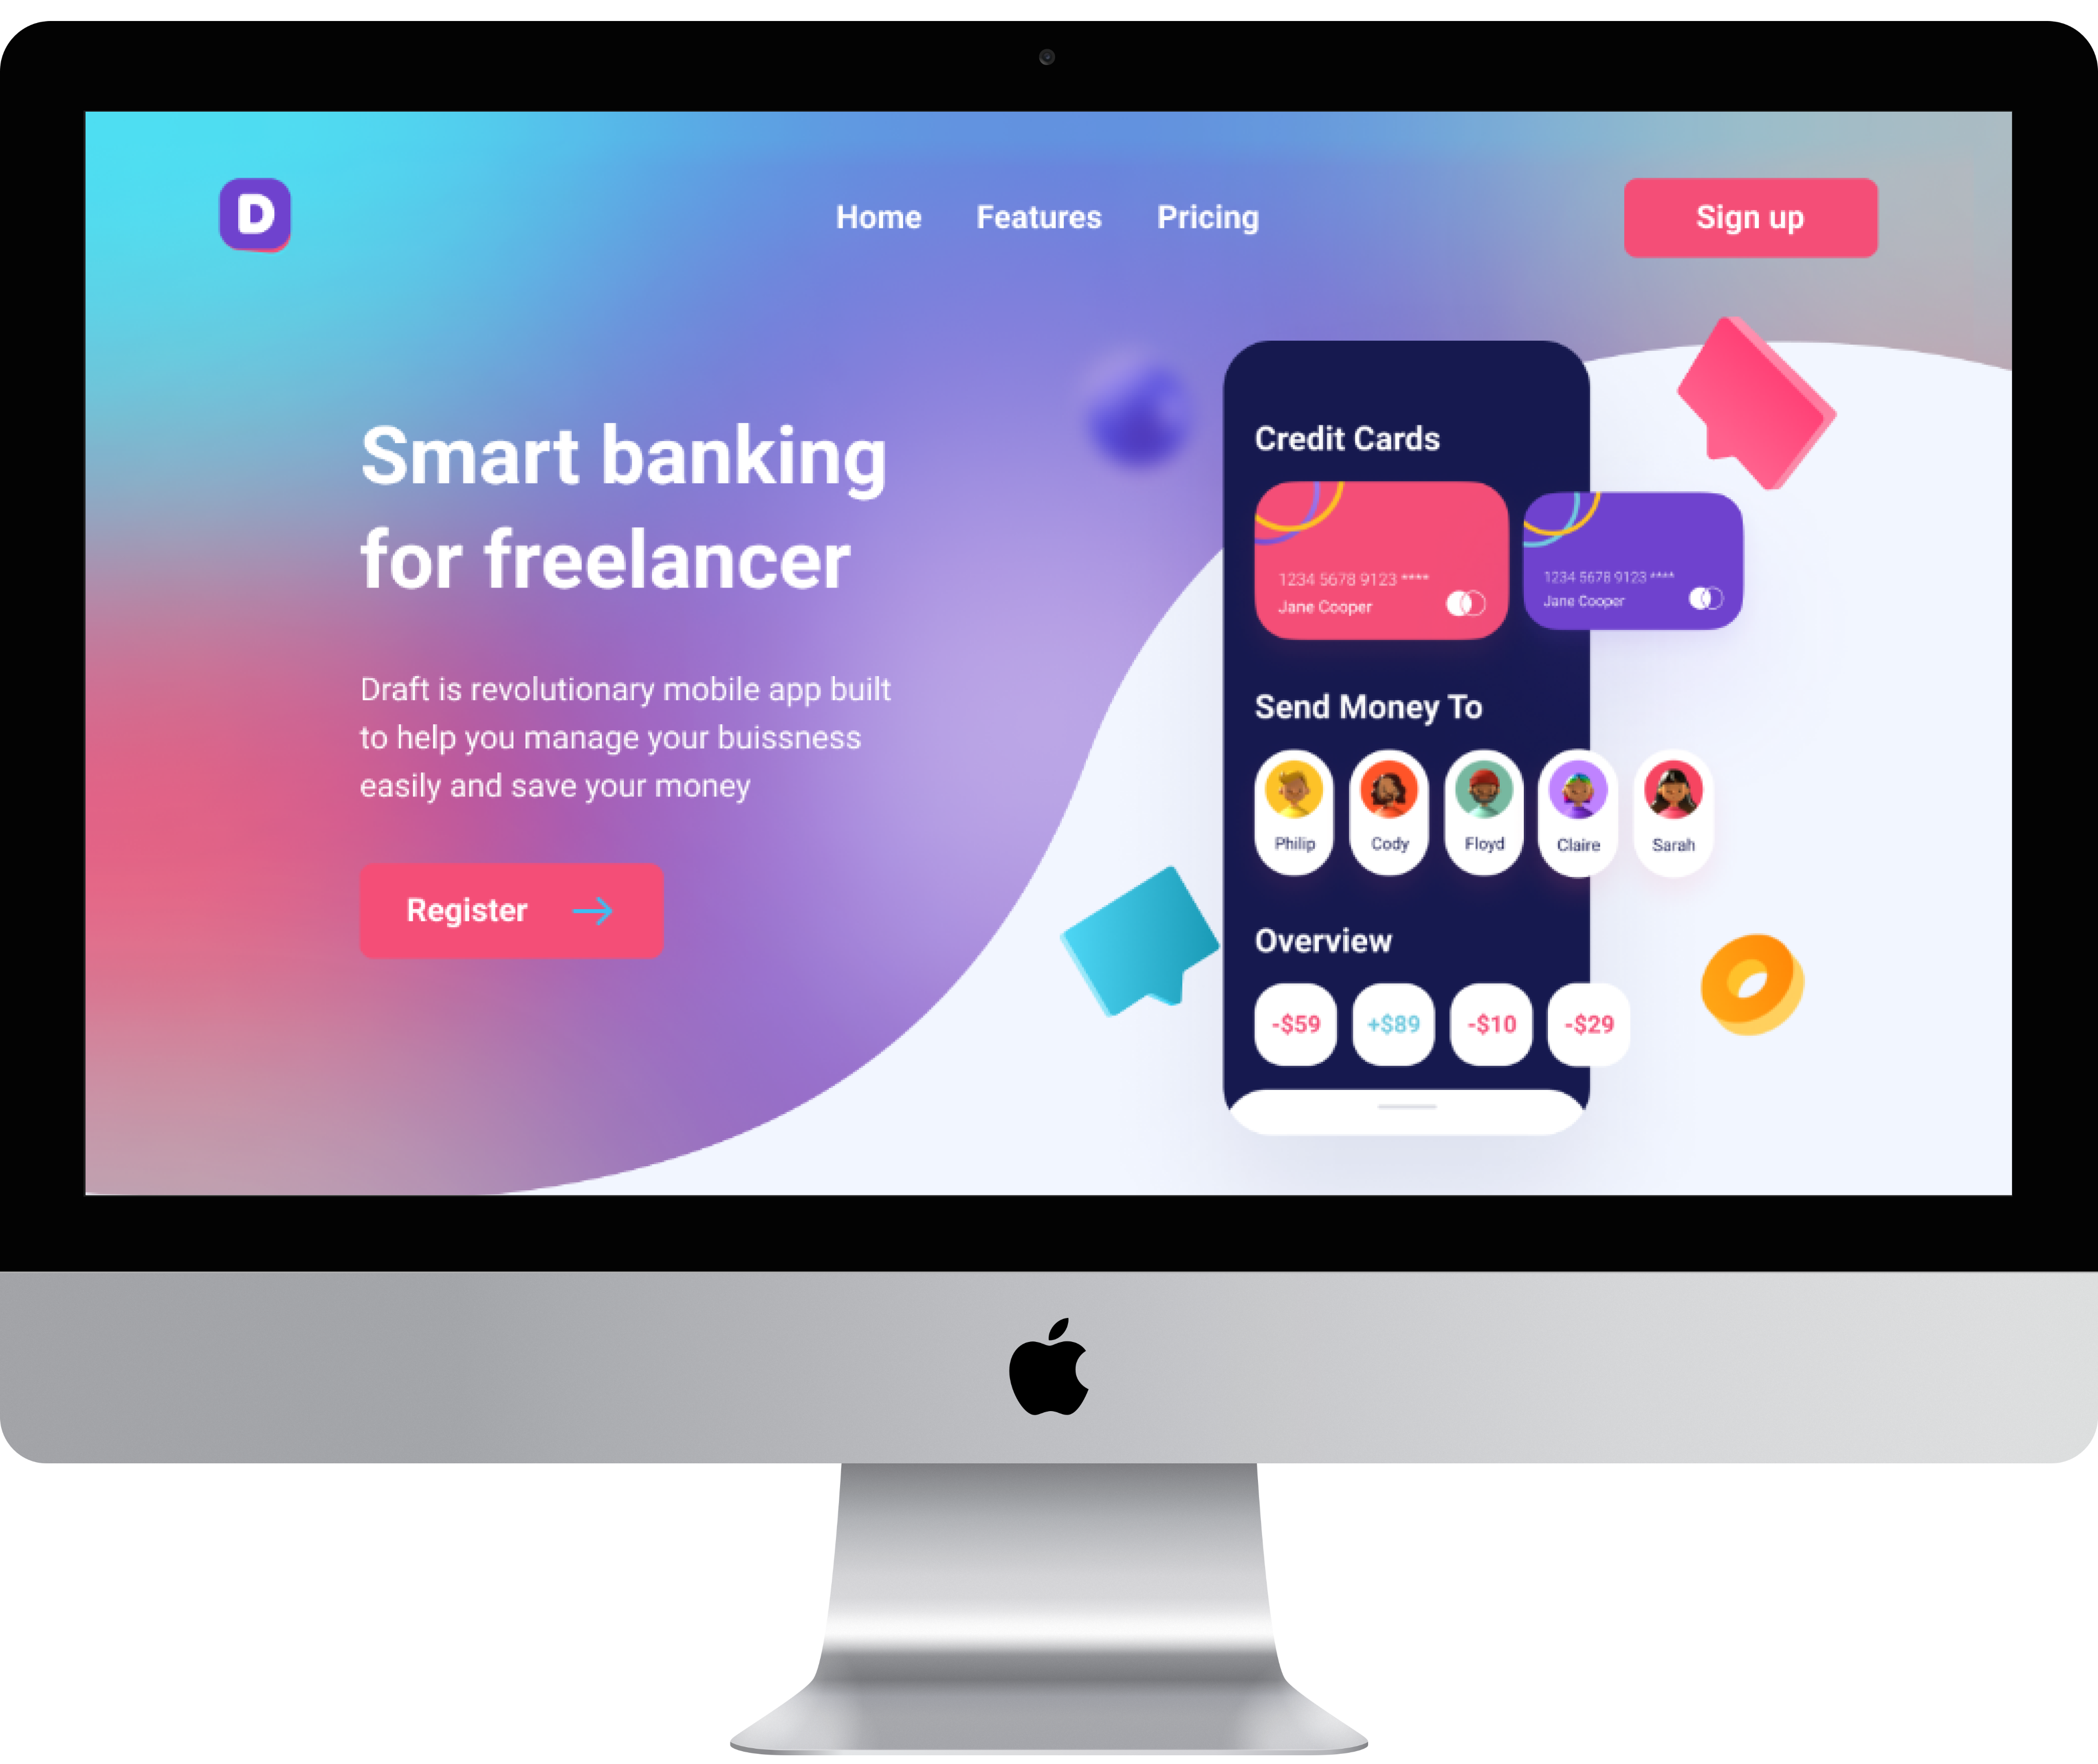 D
Home Features Pricing
Sign up
Smart banking
for freelancer
Draft is revolutionary mobile app built
to help you manage your buissness
easily and save your money
Register
Credit Cards
1234 5678 9123 ****
Jane Cooper
1234 5678 9123 ****
Jane Cooper
Send Money To
Philip Cody Floyd Claire Sarah
Overview
-$59 +$89 -$10 -$29